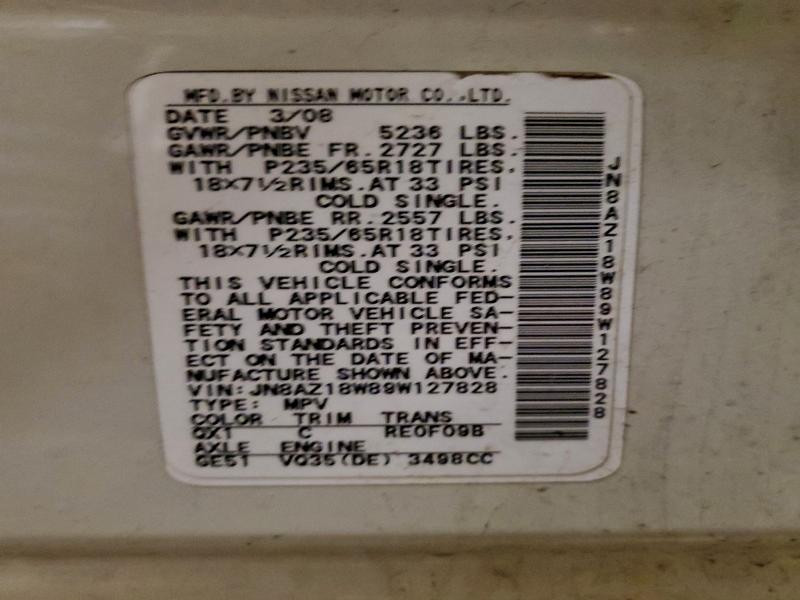 MFD.BY NISSAN MOTOR CO.,LTD.
DATE 3/08
GVWR/PNBV 5236 LBS.
GAWR/PNBE FR. 2727 LBS.
WITH P235/65R18TIRES.
18×7½RIMS.AT 33 PSI
COLD SINGLE.
GAWR/PNBE RR. 2557 LBS.
WITH P235/65R18TIRES.
18×7½RIMS.AT 33 PSI
COLD SINGLE.
THIS VEHICLE CONFORMS
TO ALL APPLICABLE FED-
ERAL MOTOR VEHICLE SA-
FETY AND THEFT PREVEN-
TION STANDARDS IN EFF-
ECT ON THE DATE OF MA-
NUFACTURE SHOWN ABOVE.
VIN:JN8AZ18W89W127828
TYPE: MPV
COLOR TRIM TRANS
QX1 C RE0F09B
AXLE ENGINE
GE51 VQ35(DE) 3498CC
JN8AZ18W89W127828